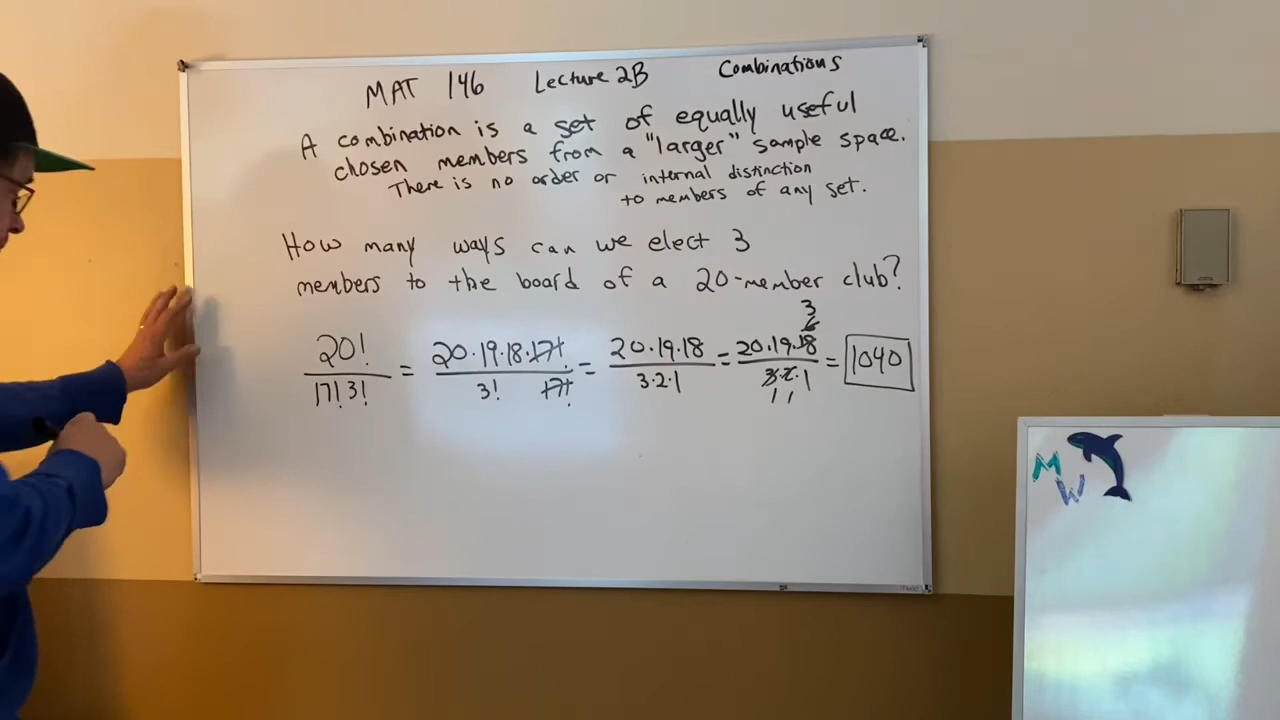 MAT 146 Lecture 2B Combinations
A combination is a set of equally useful
chosen members from a "larger" sample space.
There is no order or internal distinction
to members of any set.
How many ways can we elect 3
members to the board of a 20-member club?
20! / 17! 3! = 20·19·18·17! / 3! 17! = 20·19·18 / 3·2·1 = 20·19·18 6 3 / 3·2·1 1 1 = 1040
M
W